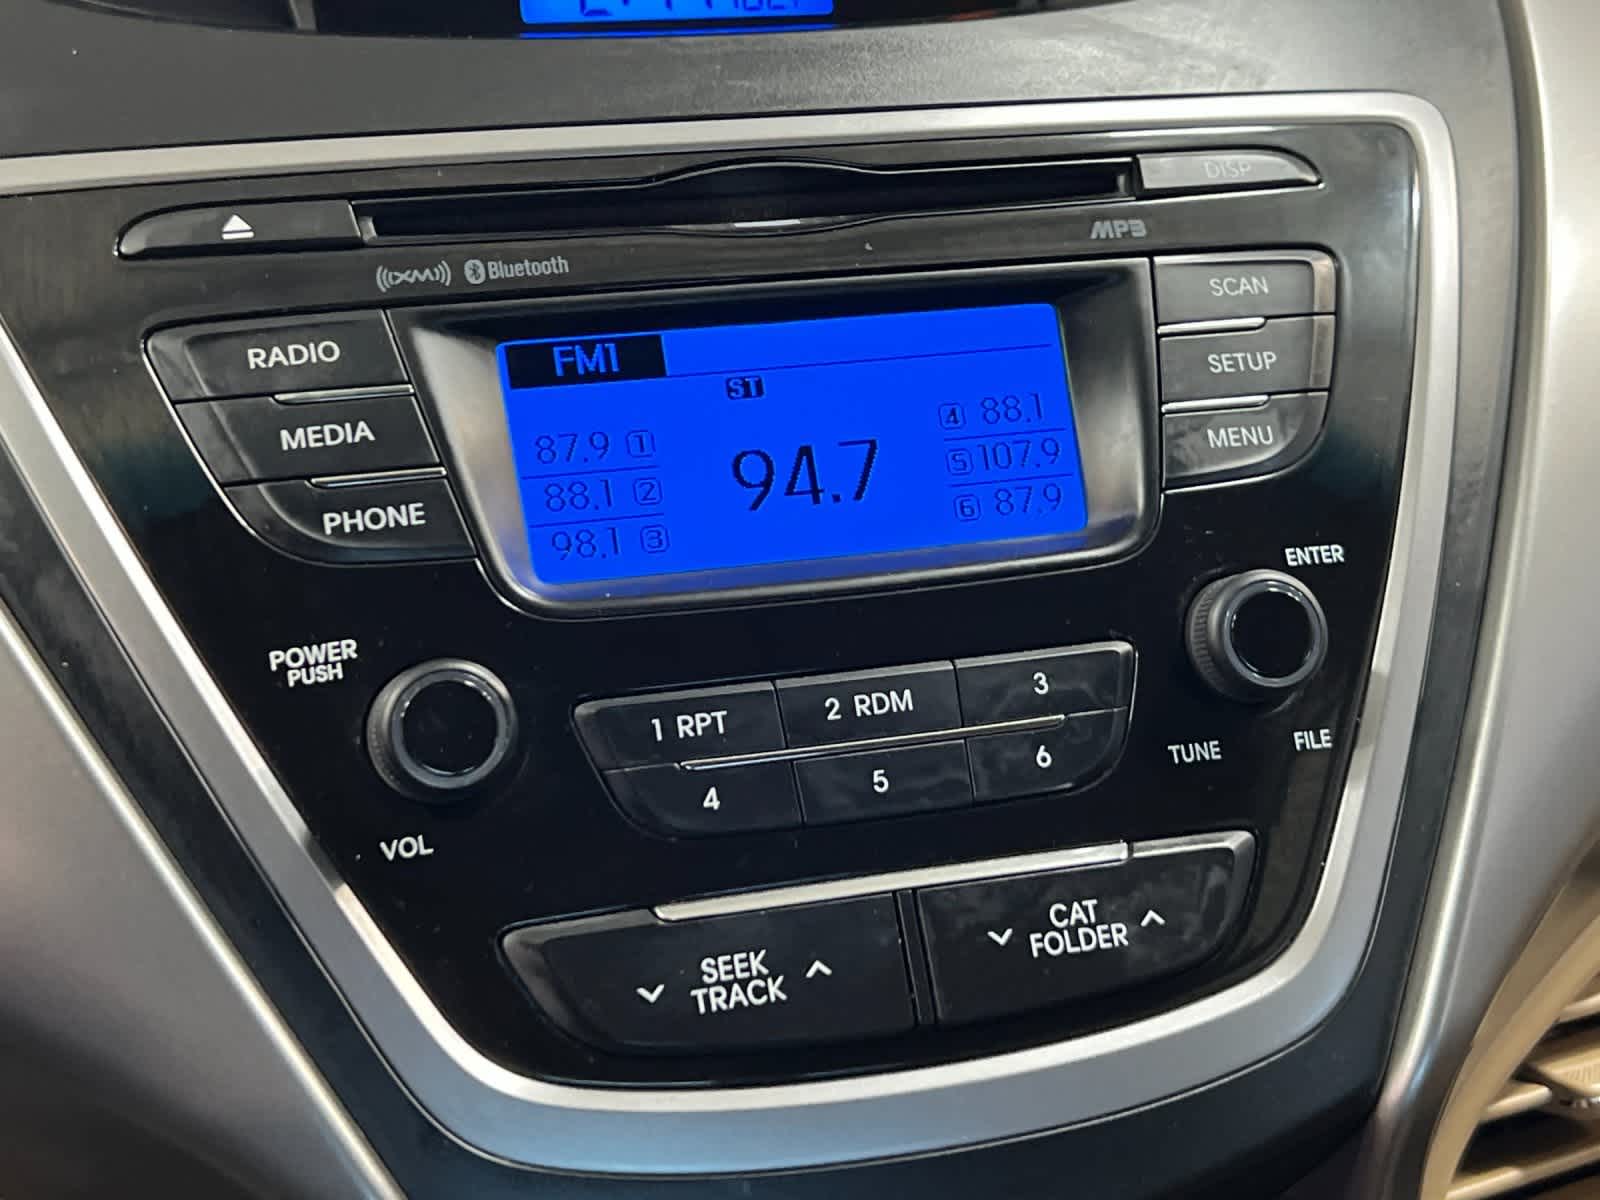 DISP
MP3
XM
Bluetooth
SCAN
RADIO
FM1
SETUP
ST
MEDIA
87.9 1
4 88.1
MENU
88.1 2
94.7
5 107.9
PHONE
98.1 3
6 87.9
ENTER
POWER
PUSH
1 RPT
2 RDM
3
TUNE
FILE
4
5
6
VOL
SEEK
TRACK
CAT
FOLDER